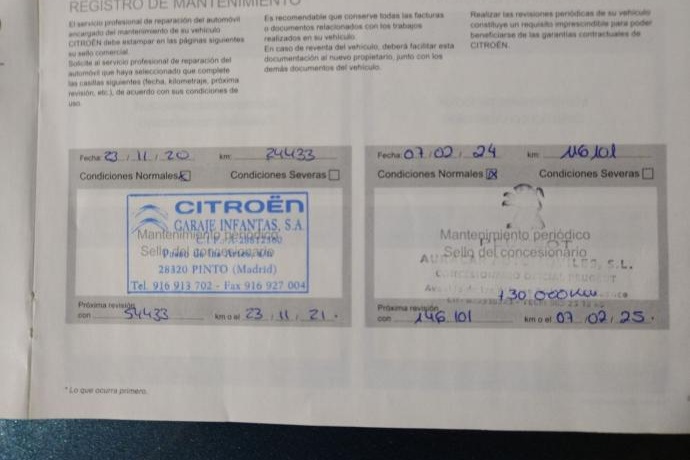 REGISTRO DE MANTENIMIENTO
El servicio profesional de reparación del automóvil
encargado del mantenimiento de su vehículo
CITROËN debe estampar en las páginas siguientes
su sello comercial.
Solicite al servicio profesional de reparación del
automóvil que haya seleccionado que complete
las casillas siguientes (fecha, kilometraje, próxima
revisión, etc.), de acuerdo con sus condiciones de
uso.
Es recomendable que conserve todas las facturas
o documentos relacionados con los trabajos
realizados en su vehículo.
En caso de reventa del vehículo, deberá facilitar esta
documentación al nuevo propietario, junto con los
demás documentos del vehículo.
Realizar las revisiones periódicas de su vehículo
constituye un requisito imprescindible para poder
beneficiarse de las garantías contractuales de
CITROËN.
Fecha: 23 / 11 / 20 km: 34433
Condiciones Normales Condiciones Severas
CITROËN
GARAJE INFANTAS, S.A.
Mantenimiento periódico
Sello del concesionario
28320 PINTO (Madrid)
Tel. 916 913 702 - Fax 916 927 004
Próxima revisión
con 54433 km o el 23 / 11 / 21.
Fecha: 07 / 02 / 24 km: 116101
Condiciones Normales Condiciones Severas
Mantenimiento periódico
Sello del concesionario
S.L.
130.000Km
Próxima revisión
con 146101 km o el 07 / 02 / 25.
* Lo que ocurra primero.